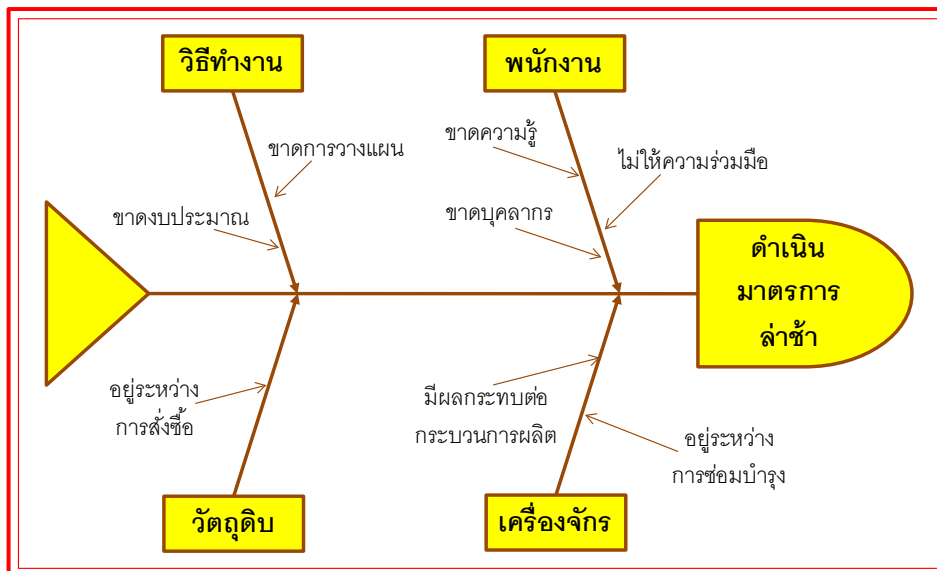 วิธีทำงาน
พนักงาน
ขาดการวางแผน
ขาดงบประมาณ
ขาดความรู้
ไม่ให้ความร่วมมือ
ขาดบุคลากร
ดำเนิน
มาตรการ
ล่าช้า
อยู่ระหว่าง
การสั่งซื้อ
มีผลกระทบต่อ
กระบวนการผลิต
อยู่ระหว่าง
การซ่อมบำรุง
วัตถุดิบ
เครื่องจักร